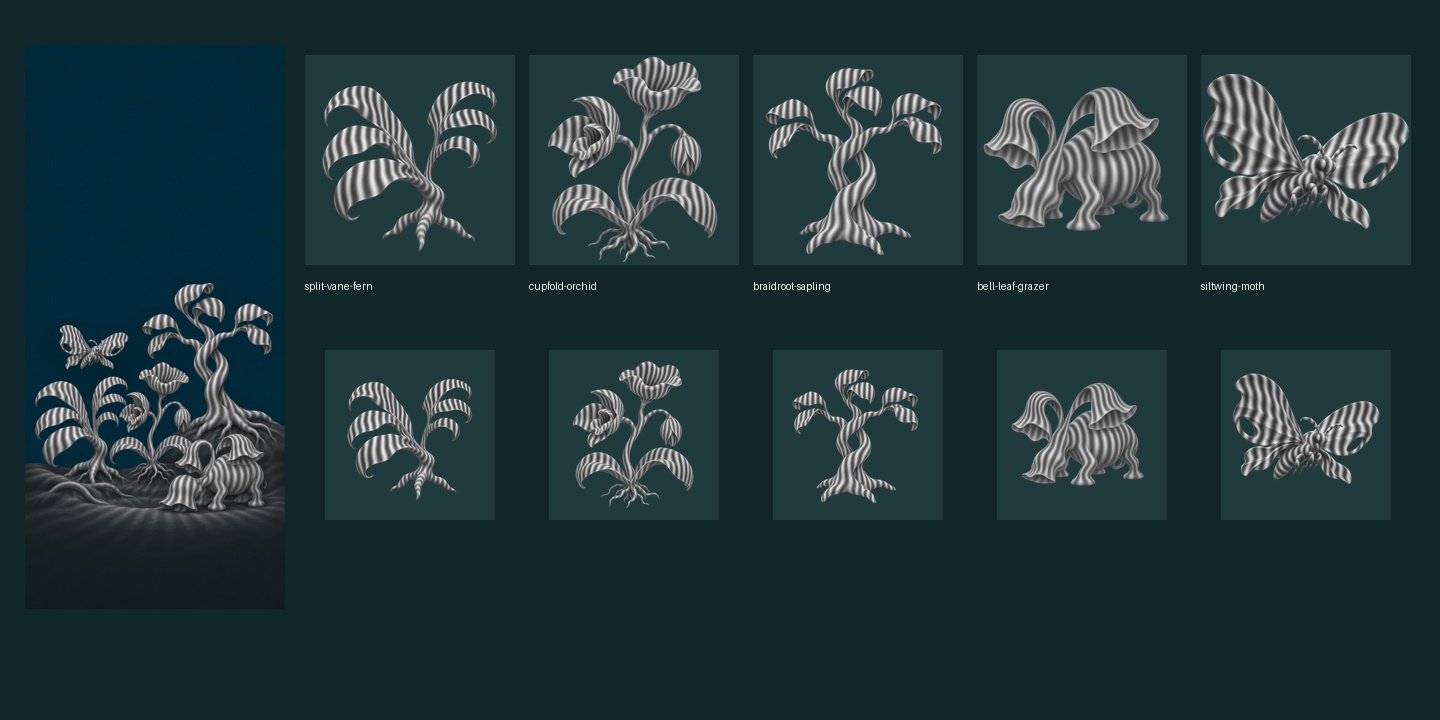 split-vane-fern
cupfold-orchid
braidroot-sapling
bell-leaf-grazer
siltwing-moth